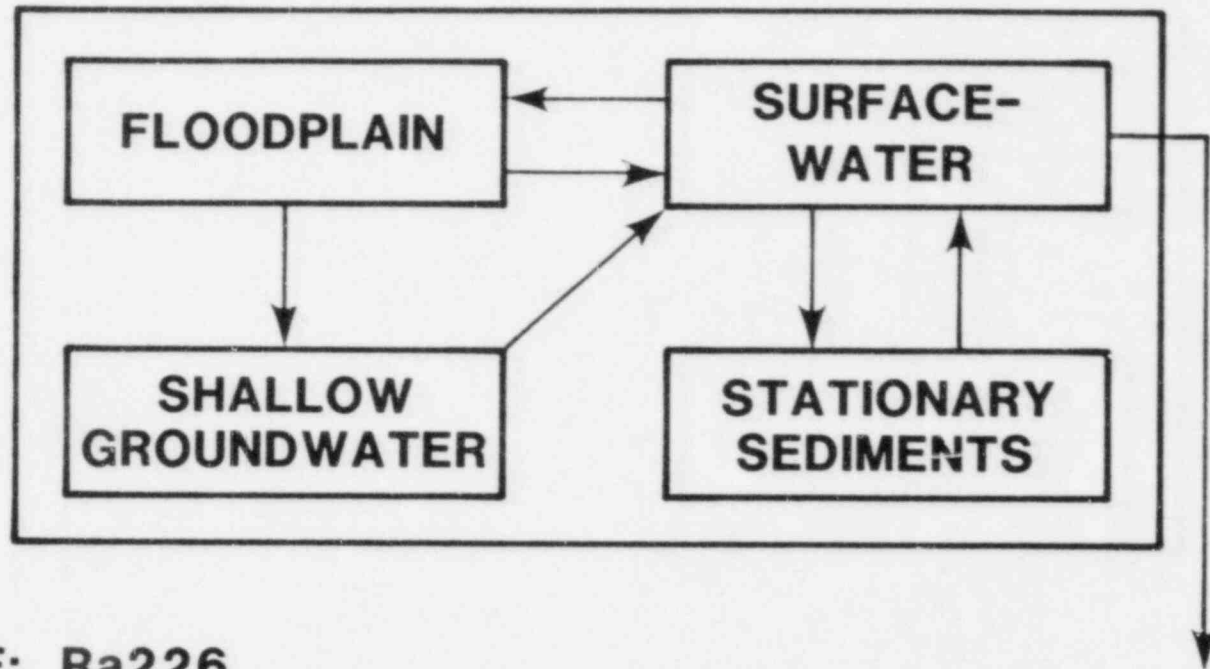 FLOODPLAIN
SURFACE-
WATER
SHALLOW
GROUNDWATER
STATIONARY
SEDIMENTS
Ra226